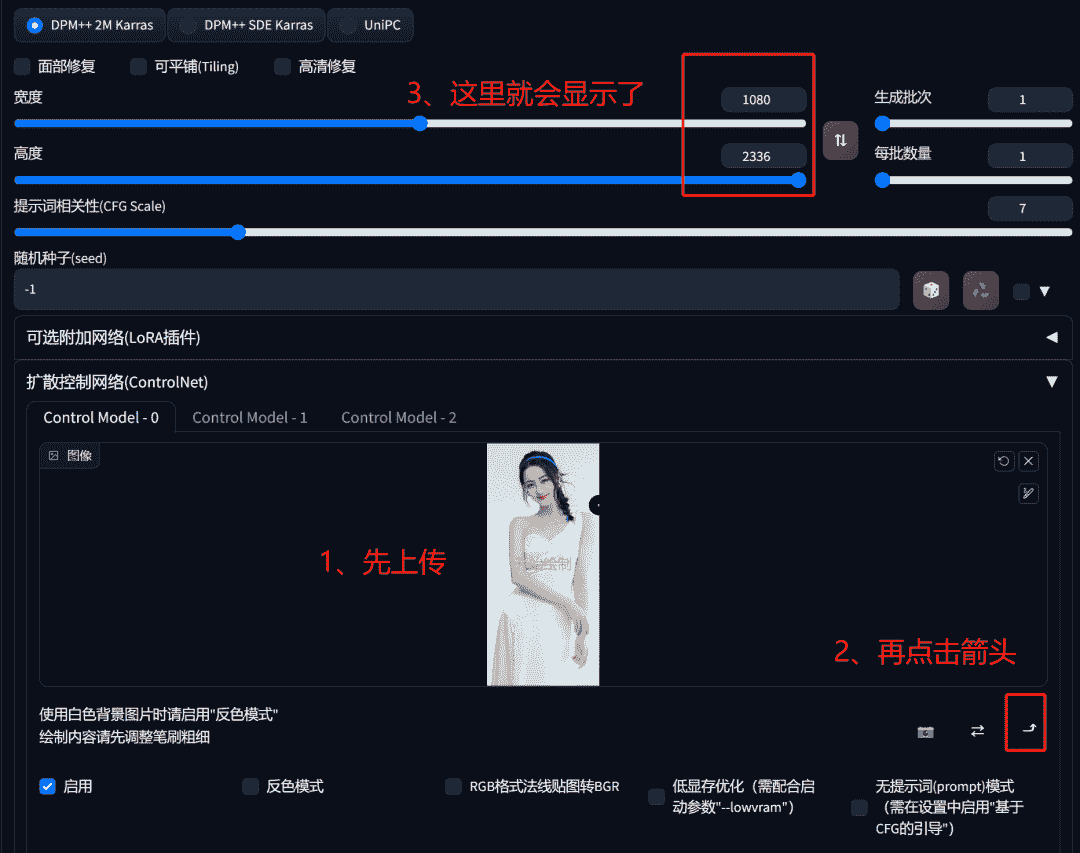 DPM++ 2M Karras
DPM++ SDE Karras
UniPC
面部修复
可平铺(Tiling)
高清修复
3、这里就会显示了
宽度
1080
生成批次
1
高度
2336
每批数量
1
提示词相关性(CFG Scale)
7
随机种子(seed)
-1
可选附加网络(LoRA插件)
扩散控制网络(ControlNet)
Control Model - 0
Control Model - 1
Control Model - 2
图像
1、先上传
绘制
2、再点击箭头
使用白色背景图片时请启用"反色模式"
绘制内容请先调整笔刷粗细
启用
反色模式
RGB格式法线贴图转BGR
低显存优化（需配合启
动参数"--lowvram"）
无提示词(prompt)模式
（需在设置中启用"基于
CFG的引导"）